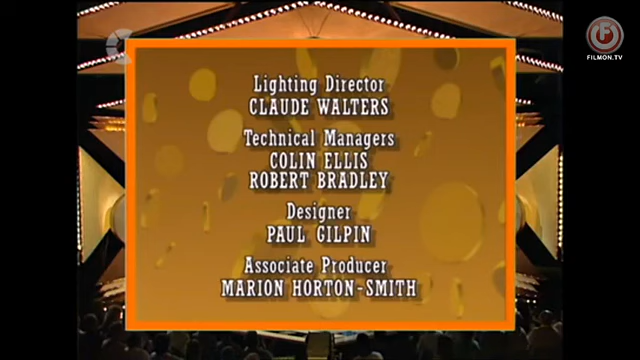 FILMON.TV
Lighting Director
CLAUDE WALTERS
Technical Managers
COLIN ELLIS
ROBERT BRADLEY
Designer
PAUL GILPIN
Associate Producer
MARION HORTON-SMITH